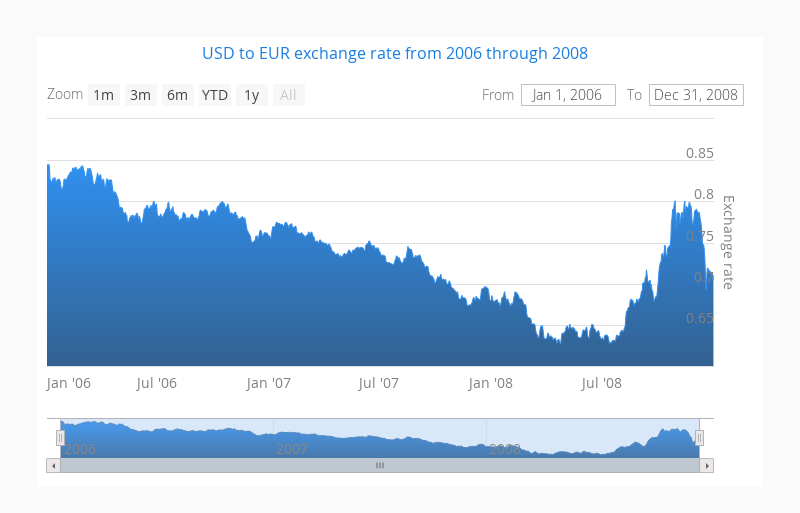 USD to EUR exchange rate from 2006 through 2008
Zoom 1m 3m 6m YTD 1y All From Jan 1, 2006 To Dec 31, 2008
0.85
0.8
0.75
0.7
0.65
Exchange rate
Jan '06 Jul '06 Jan '07 Jul '07 Jan '08 Jul '08
2006 2007 2008